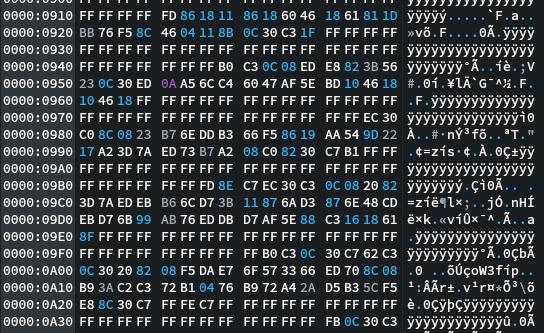 0000:0910 FF FF FF FF FD 86 18 11 86 18 60 46 18 61 81 1D ÿÿÿÿý.....`F.a..
0000:0920 BB 76 F5 8C 46 04 11 8B 0C 30 C3 1F FF FF FF FF »võ.F....0Ã.ÿÿÿÿ
0000:0930 FF FF FF FF FF FF FF FF FF FF FF FF FF FF FF FF ÿÿÿÿÿÿÿÿÿÿÿÿÿÿÿÿ
0000:0940 FF FF FF FF FF FF FF B0 C3 0C 08 ED E8 82 3B 56 ÿÿÿÿÿÿÿ°Ã..íè.;V
0000:0950 23 0C 30 ED 0A A5 6C C4 60 47 AF 5E BD 10 46 18 #.0í.¥lÄ`G¯^½.F.
0000:0960 10 46 18 FF FF FF FF FF FF FF FF FF FF FF FF FF .F.ÿÿÿÿÿÿÿÿÿÿÿÿÿ
0000:0970 FF FF FF FF FF FF FF FF FF FF FF FF FF FF EC 30 ÿÿÿÿÿÿÿÿÿÿÿÿÿÿì0
0000:0980 C0 8C 08 23 B7 6E DD B3 66 F5 86 19 AA 54 9D 22 À..#·nÝ³fõ..ªT."
0000:0990 17 A2 3D 7A ED 73 B7 A2 08 C0 82 30 C7 B1 FF FF .¢=zís·¢.À.0Ç±ÿÿ
0000:09A0 FF FF FF FF FF FF FF FF FF FF FF FF FF FF FF FF ÿÿÿÿÿÿÿÿÿÿÿÿÿÿÿÿ
0000:09B0 FF FF FF FF FF FD 8E C7 EC 30 C3 0C 08 20 82 ÿÿÿÿÿý.Çì0Ã.. .
0000:09C0 3D 7A ED EB B6 6C D7 3B 11 87 6A D3 87 6E 48 CD =zíë¶l×;..jÓ.nHÍ
0000:09D0 EB D7 6B 99 AB 76 ED DB D7 AF 5E 88 C3 16 18 61 ë×k.«víÛ×¯^.Ã..a
0000:09E0 8F FF FF FF FF FF FF FF FF FF FF FF FF FF FF FF .ÿÿÿÿÿÿÿÿÿÿÿÿÿÿÿ
0000:09F0 FF FF FF FF FF FF FF FF FF B0 C3 0C 30 C7 62 C3 ÿÿÿÿÿÿÿÿÿ°Ã.0ÇbÃ
0000:0A00 0C 30 20 82 08 F5 DA E7 6F 57 33 66 ED 70 8C 08 .0 ..õÚçoW3fíp..
0000:0A10 B9 3A C2 C3 72 B1 04 76 B9 72 A4 2A D5 B3 5C F5 ¹:ÂÃr±.v¹r¤*Õ³\õ
0000:0A20 E8 8C 30 C7 FF FE C7 FF FF FF FF FF FF FF FF FF è.0ÇÿþÇÿÿÿÿÿÿÿÿÿ
0000:0A30 FF FF FF FF FF FF FF FF FF FF FF FF FB 0C 30 C3 ÿÿÿÿÿÿÿÿÿÿÿÿû.0Ã